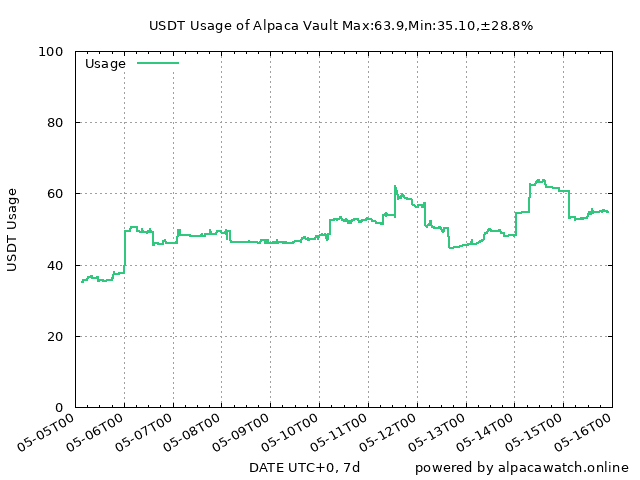 USDT Usage of Alpaca Vault Max:63.9,Min:35.10,±28.8%
Usage
100
80
60
40
20
0
USDT Usage
05-05T00
05-06T00
05-07T00
05-08T00
05-09T00
05-10T00
05-11T00
05-12T00
05-13T00
05-14T00
05-15T00
05-16T00
DATE UTC+0, 7d
powered by alpacawatch.online